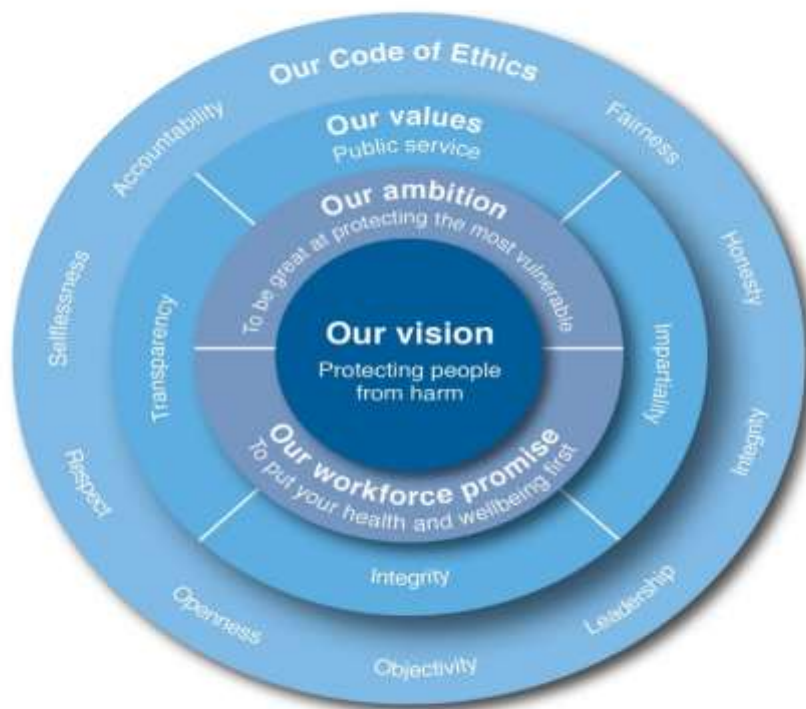 Our Code of Ethics
Accountability
Fairness
Selflessness
Honesty
Respect
Integrity
Openness
Leadership
Objectivity
Our values
Public service
Transparency
Impartiality
Integrity
Our ambition
To be great at protecting the most vulnerable
Our vision
Protecting people
from harm
Our workforce promise
To put your health and wellbeing first